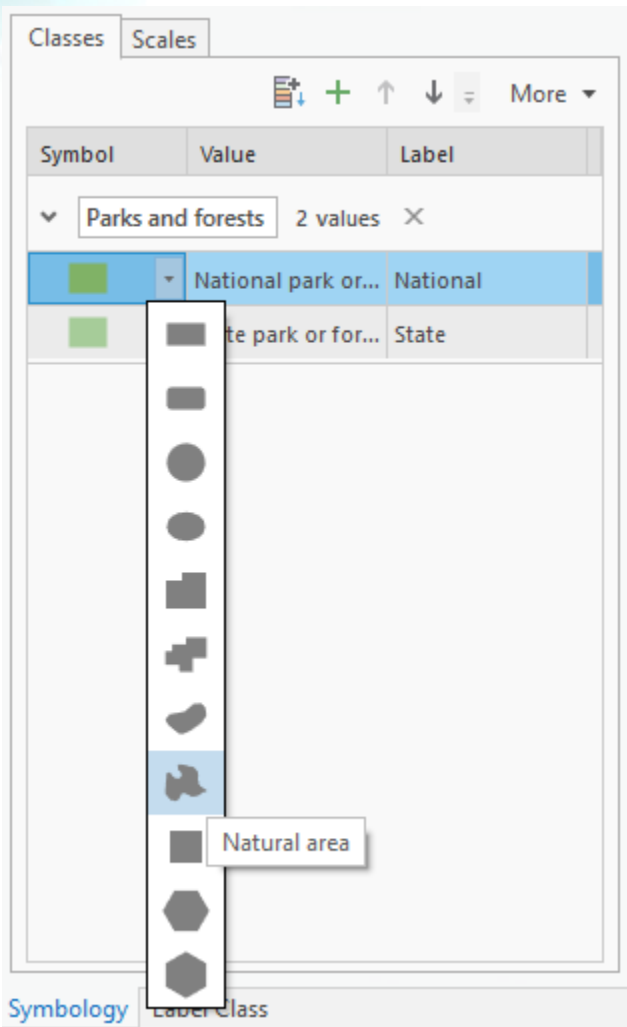 Classes Scales
More
Symbol Value Label
Parks and forests 2 values
National park or... National
te park or for... State
Natural area
Symbology Label Class